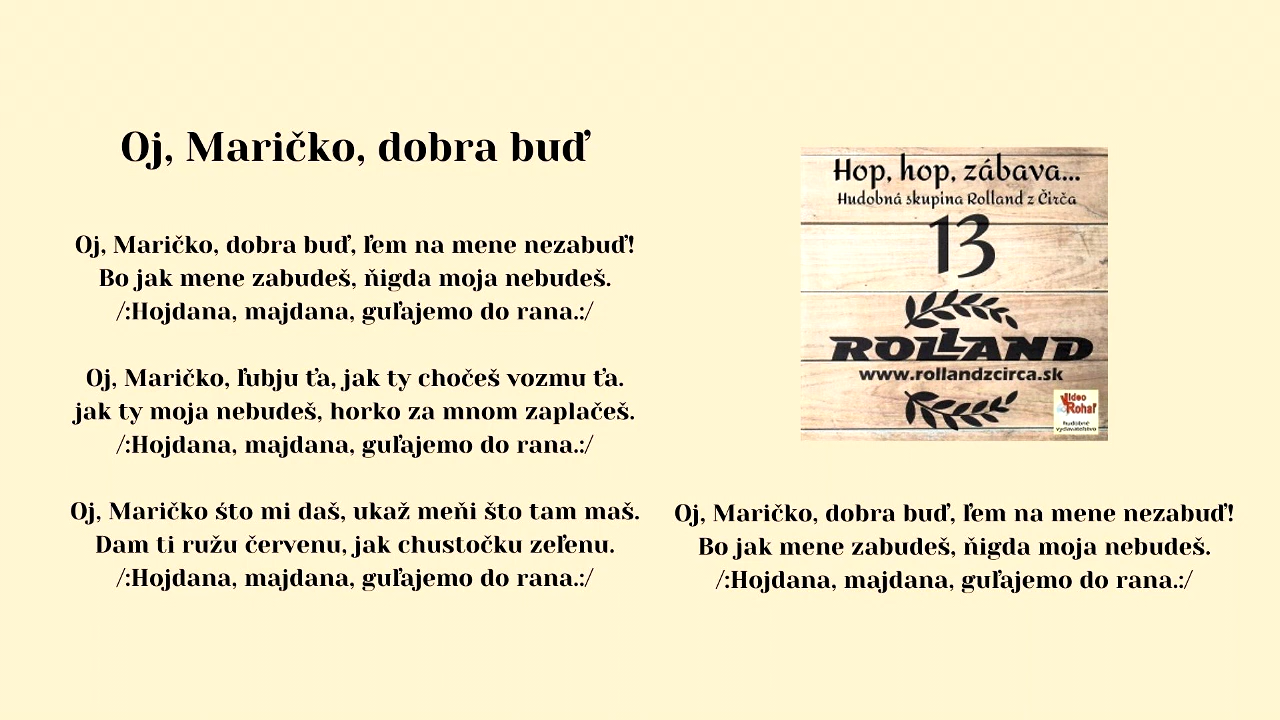 Oj, Maričko, dobra buď
Oj, Maričko, dobra buď, ľem na mene nezabuď!
Bo jak mene zabudeš, ňigda moja nebudeš.
/:Hojdana, majdana, guľajemo do rana.:/
Oj, Maričko, ľubju ťa, jak ty chočeš vozmu ťa.
jak ty moja nebudeš, horko za mnom zaplačeš.
/:Hojdana, majdana, guľajemo do rana.:/
Oj, Maričko śto mi daš, ukaž meňi što tam maš.
Dam ti ružu červenu, jak chustočku zeľenu.
/:Hojdana, majdana, guľajemo do rana.:/
Hop, hop, zábava...
Hudobná skupina Rolland z Čirča
13
ROLLAND
www.rollandzcirca.sk
Video
Rohaľ
hudobné
vydavateľstvo
Oj, Maričko, dobra buď, ľem na mene nezabuď!
Bo jak mene zabudeš, ňigda moja nebudeš.
/:Hojdana, majdana, guľajemo do rana.:/